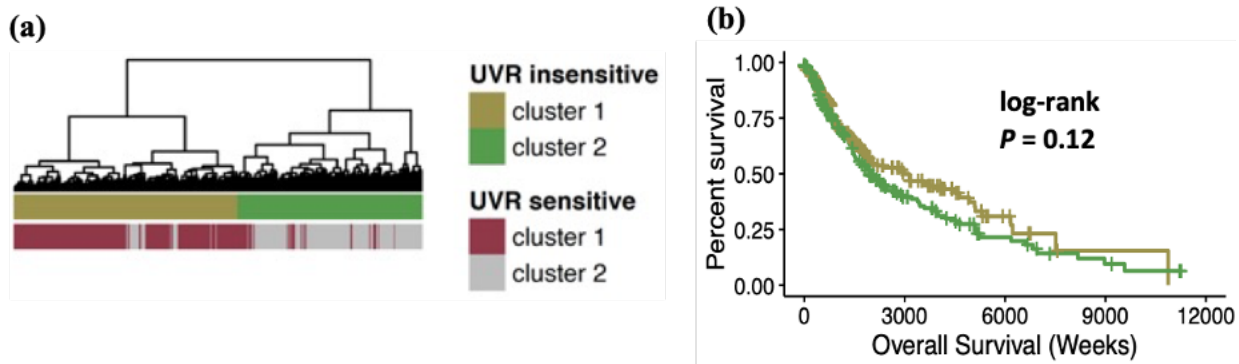 (a)
UVR insensitive
cluster 1
cluster 2
UVR sensitive
cluster 1
cluster 2
(b)
Percent survival
1.00
0.75
0.50
0.25
0.00
log-rank
P = 0.12
0 3000 6000 9000 12000
Overall Survival (Weeks)